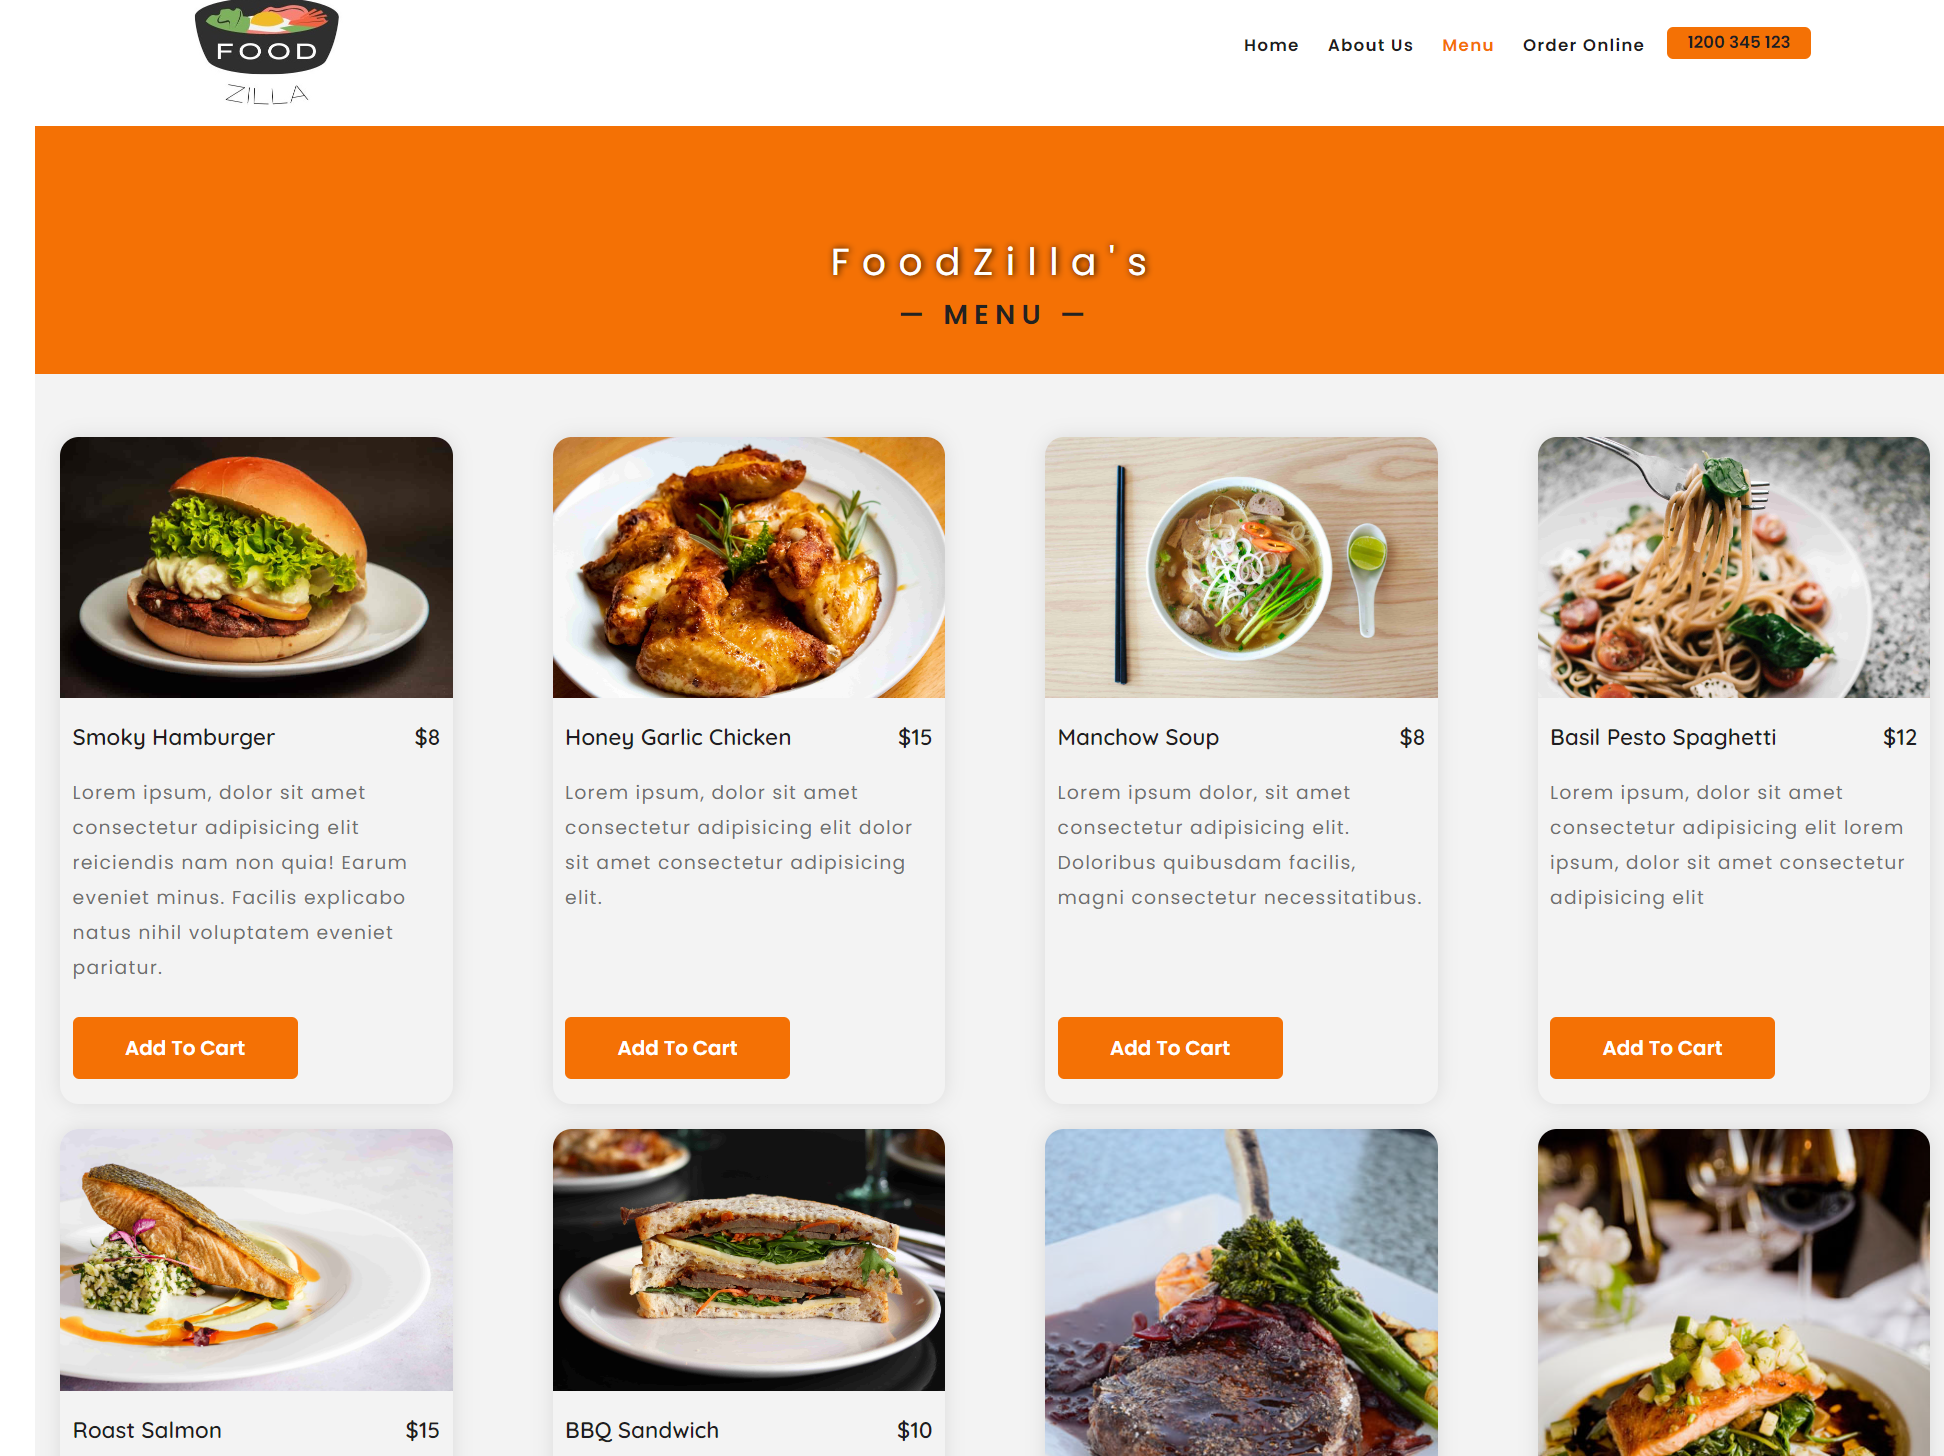 FOOD
ZILLA
Home About Us Menu Order Online 1200 345 123
FoodZilla's
— MENU —
Smoky Hamburger $8
Lorem ipsum, dolor sit amet
consectetur adipisicing elit
reiciendis nam non quia! Earum
eveniet minus. Facilis explicabo
natus nihil voluptatem eveniet
pariatur.
Add To Cart
Honey Garlic Chicken $15
Lorem ipsum, dolor sit amet
consectetur adipisicing elit dolor
sit amet consectetur adipisicing
elit.
Add To Cart
Manchow Soup $8
Lorem ipsum dolor, sit amet
consectetur adipisicing elit.
Doloribus quibusdam facilis,
magni consectetur necessitatibus.
Add To Cart
Basil Pesto Spaghetti $12
Lorem ipsum, dolor sit amet
consectetur adipisicing elit lorem
ipsum, dolor sit amet consectetur
adipisicing elit
Add To Cart
Roast Salmon $15
BBQ Sandwich $10